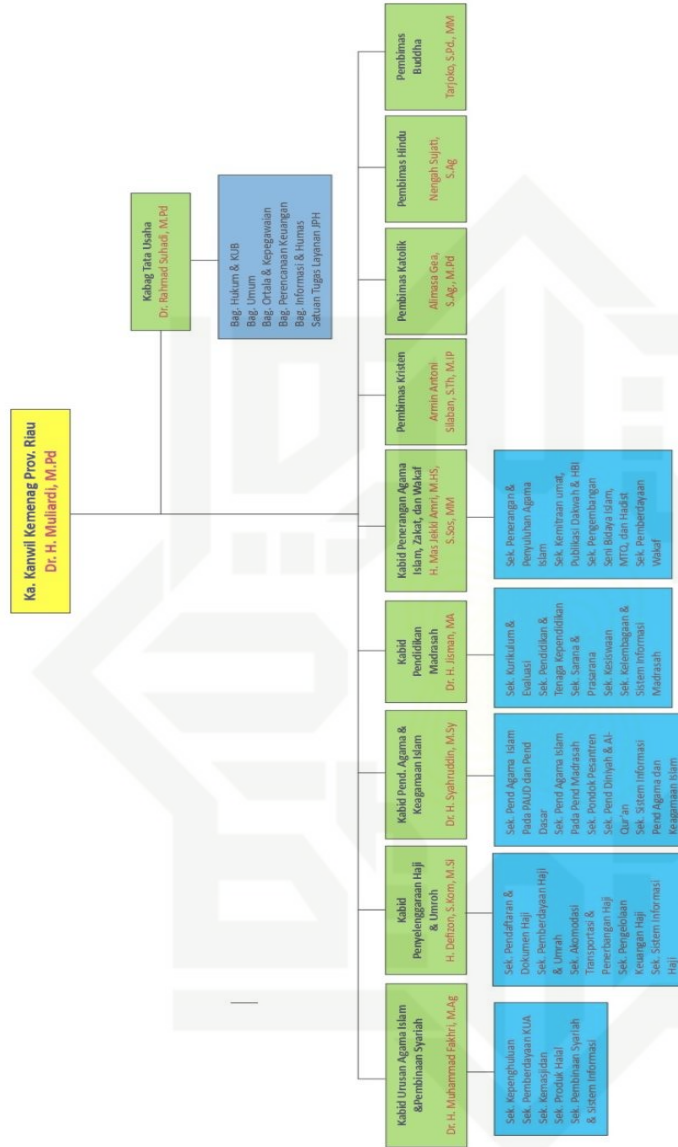 Ka. Kanwil Kemenag Prov. Riau
Dr. H. Muliardi, M.Pd
Kabag Tata Usaha
Dr. Rahmad Suhadi, M.Pd
Bag. Hukum & KUB
Bag. Umum
Bag. Ortala & Kepegawaian
Bag. Perencanaan Keuangan
Bag. Informasi & Humas
Satuan Tugas Layanan JPH
Kabid Urusan Agama Islam
&Pembinaan Syariah
Dr. H. Muhammad Fakhri, M.Ag
Sek. Kepenghuluan
Sek. Pemberdayaan KUA
Sek. Kemasjidan
Sek. Produk Halal
Sek. Pembinaan Syariah
& Sistem Informasi
Kabid
Penyelenggaraan Haji
& Umroh
H. Defizon, S.Kom, M.SI
Sek. Pendaftaran &
Dokumen Haji
Sek. Pemberdayaan Haji
& Umrah
Sek. Akomodasi
Transportasi &
Penerbangan Haji
Sek. Pengelolaan
Keuangan Haji
Sek. Sistem Informasi
Haji
Kabid Pend. Agama &
Keagamaan Islam
Dr. H. Syahruddin, M.Sy
Sek. Pend Agama Islam
Pada PAUD dan Pend
Dasar
Sek. Pend Agama Islam
Pada Pend Madrasah
Sek. Pondok Pesantren
Sek. Pend Diniyah & Al-
Qur'an
Sek. Sistem Informasi
Pend Agama dan
Keagamaan Islam
Kabid
Pendidikan
Madrasah
Dr. H. Jisman, MA
Sek. Kurikulum &
Evaluasi
Sek. Pendidikan &
Tenaga Kependidikan
Sek. Sarana &
Prasarana
Sek. Kesiswaan
Sek. Kelembagaan &
Sistem Informasi
Madrasah
Kabid Penerangan Agama
Islam, Zakat, dan Wakaf
H. Mas Jekki Amri, M.HS,
S.Sos, MM
Sek. Penerangan &
Penyuluhan Agama
Islam
Sek. Kemitraan umat,
Publikasi Dakwah & HBI
Sek. Pengembangan
Seni Bidaya Islam,
MTQ, dan Hadist
Sek. Pemberdayaan
Wakaf
Pembimas Kristen
Armin Antoni
Silaban, S.Th, M.IP
Pembimas Katolik
Alimasa Gea,
S.Ag., M.Pd
Pembimas Hindu
Nengah Sujati,
S.Ag
Pembimas
Buddha
Tarjoko, S.Pd., MM